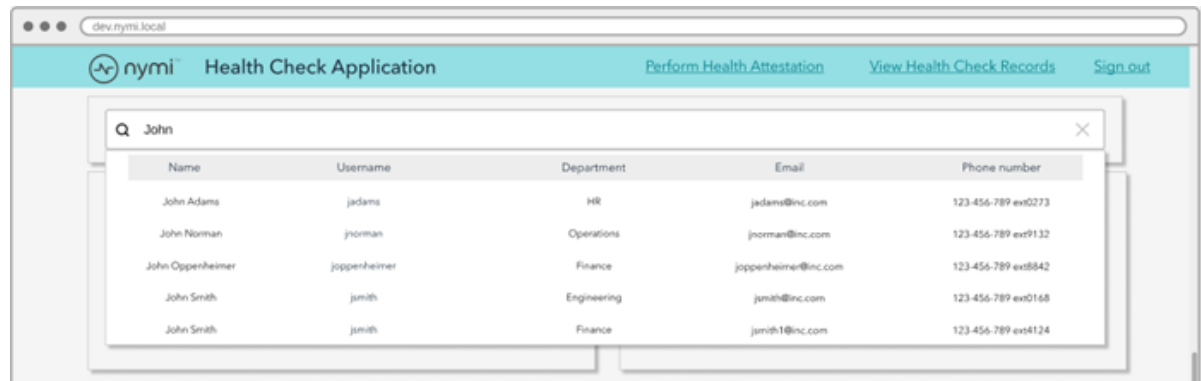 dev.nymi.local
nymi™ Health Check Application Perform Health Attestation View Health Check Records Sign out
John
Name Username Department Email Phone number
John Adams jadams HR jadams@inc.com 123-456-789 ext0273
John Norman jnorman Operations jnorman@inc.com 123-456-789 ext9132
John Oppenheimer joppenheimer Finance joppenheimer@inc.com 123-456-789 ext8842
John Smith jsmith Engineering jsmith@inc.com 123-456-789 ext0168
John Smith jsmith Finance jsmith1@inc.com 123-456-789 ext4124